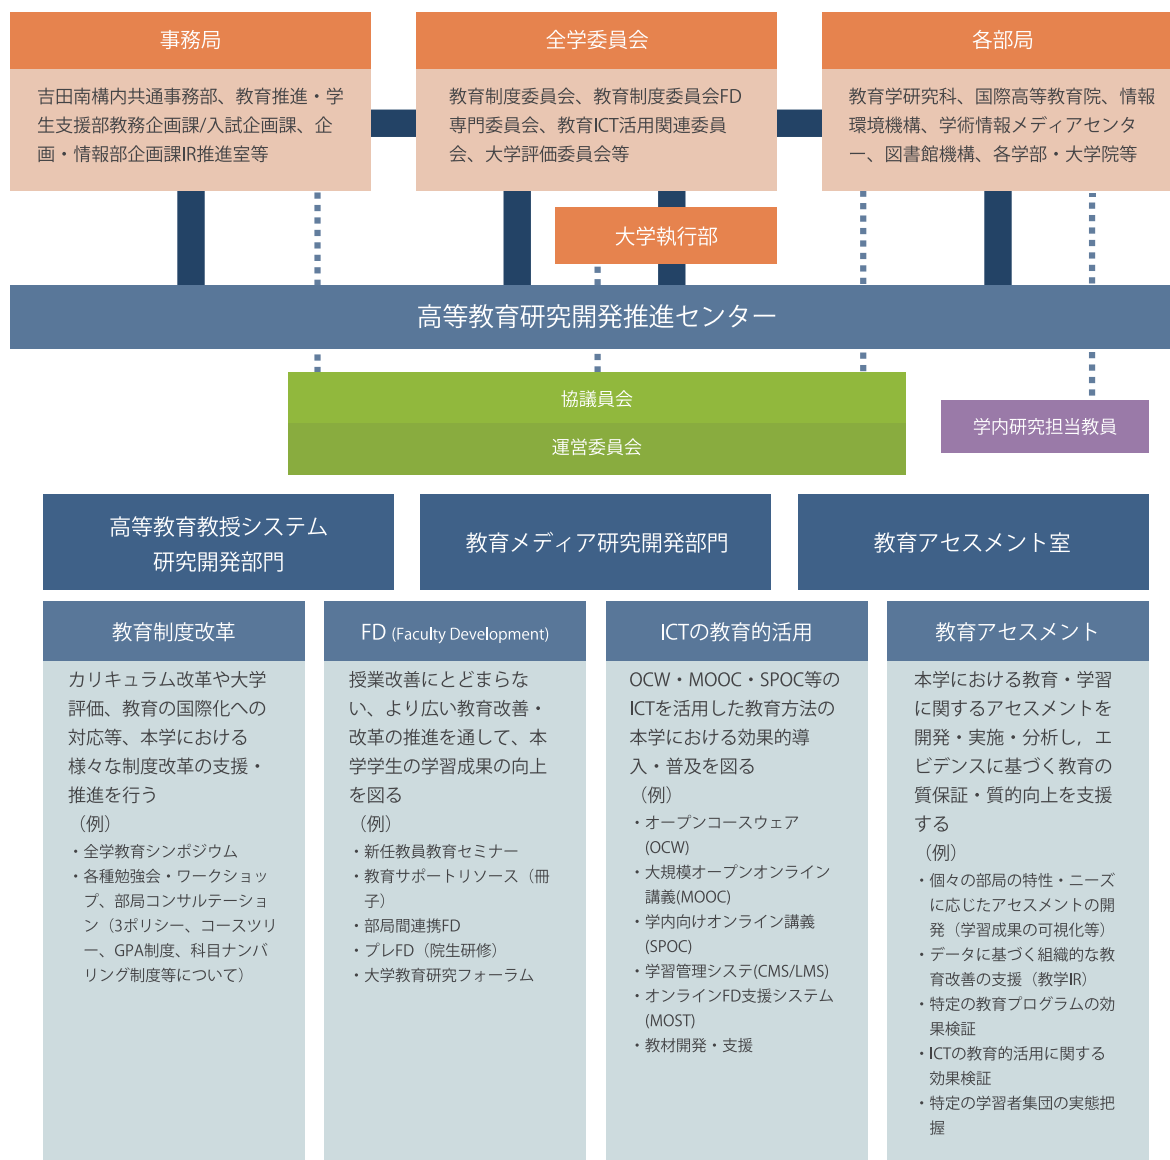 事務局
吉田南構内共通事務部、教育推進・学
生支援部教務企画課/入試企画課、企
画・情報部企画課IR推進室等
全学委員会
教育制度委員会、教育制度委員会FD
専門委員会、教育ICT活用関連委員
会、大学評価委員会等
各部局
教育学研究科、国際高等教育院、情報
環境機構、学術情報メディアセンタ
ー、図書館機構、各学部・大学院等
大学執行部
高等教育研究開発推進センター
協議員会
運営委員会
学内研究担当教員
高等教育教授システム
研究開発部門
教育メディア研究開発部門
教育アセスメント室
教育制度改革
カリキュラム改革や大学
評価、教育の国際化への
対応等、本学における
様々な制度改革の支援・
推進を行う
（例）
・全学教育シンポジウム
・各種勉強会・ワークショッ
プ、部局コンサルテーショ
ン（3ポリシー、コースツリ
ー、GPA制度、科目ナンバ
リング制度等について）
FD (Faculty Development)
授業改善にとどまらな
い、より広い教育改善・
改革の推進を通して、本
学学生の学習成果の向上
を図る
（例）
・新任教員教育セミナー
・教育サポートリソース（冊
子）
・部局間連携FD
・プレFD（院生研修）
・大学教育研究フォーラム
ICTの教育的活用
OCW・MOOC・SPOC等の
ICTを活用した教育方法の
本学における効果的導
入・普及を図る
（例）
・オープンコースウェア
(OCW)
・大規模オープンオンライン
講義(MOOC)
・学内向けオンライン講義
(SPOC)
・学習管理システ(CMS/LMS)
・オンラインFD支援システム
(MOST)
・教材開発・支援
教育アセスメント
本学における教育・学習
に関するアセスメントを
開発・実施・分析し，エ
ビデンスに基づく教育の
質保証・質的向上を支援
する
（例）
・個々の部局の特性・ニーズ
に応じたアセスメントの開
発（学習成果の可視化等）
・データに基づく組織的な教
育改善の支援（教学IR）
・特定の教育プログラムの効
果検証
・ICTの教育的活用に関する
効果検証
・特定の学習者集団の実態把
握